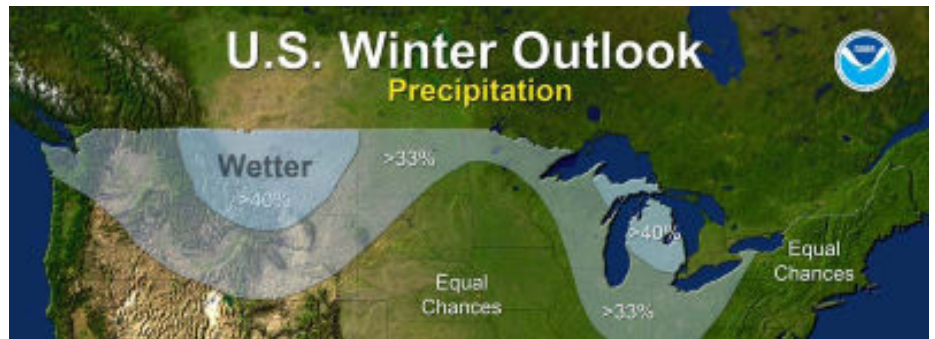 U.S. Winter Outlook
Precipitation
Wetter
>33%
>40%
>40%
Equal
Chances
Equal
Chances
>33%